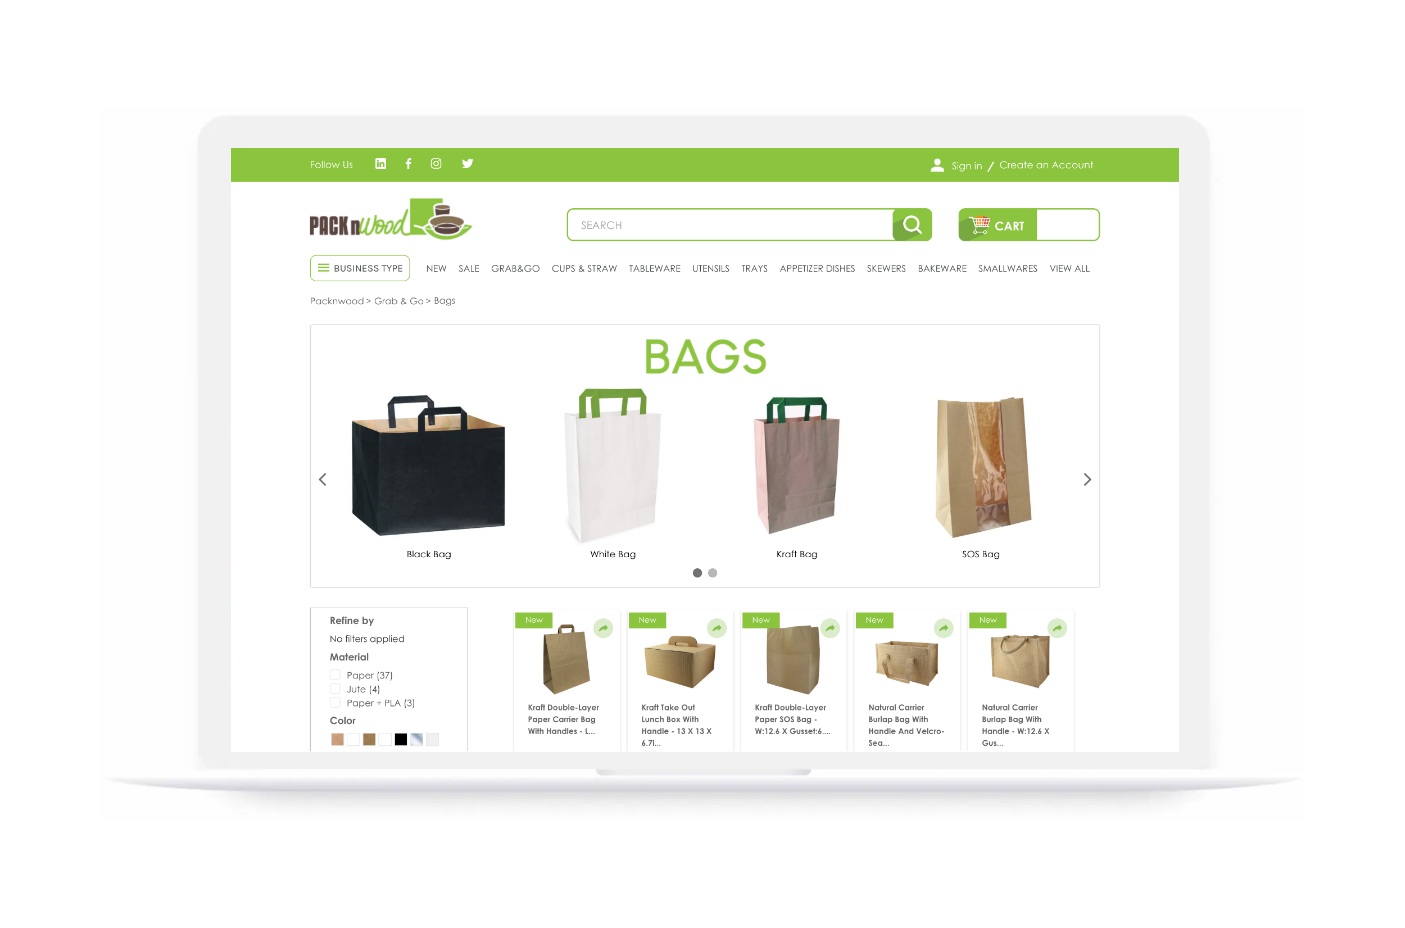 Follow Us
Sign in / Create an Account
PACK n Wood
SEARCH
CART
BUSINESS TYPE
NEW SALE GRAB&GO CUPS & STRAW TABLEWARE UTENSILS TRAYS APPETIZER DISHES SKEWERS BAKEWARE SMALLWARES VIEW ALL
Packnwood > Grab & Go > Bags
BAGS
Black Bag
White Bag
Kraft Bag
SOS Bag
Refine by
No filters applied
Material
Paper (37)
Jute (4)
Paper + PLA (3)
Color
New
Kraft Double-Layer
Paper Carrier Bag
With Handles - L...
New
Kraft Take Out
Lunch Box With
Handle - 13 X 13 X
6.7i...
New
Kraft Double-Layer
Paper SOS Bag -
W:12.6 X Gusset:6....
New
Natural Carrier
Burlap Bag With
Handle And Velcro-
Sea...
New
Natural Carrier
Burlap Bag With
Handle - W:12.6 X
Gus...